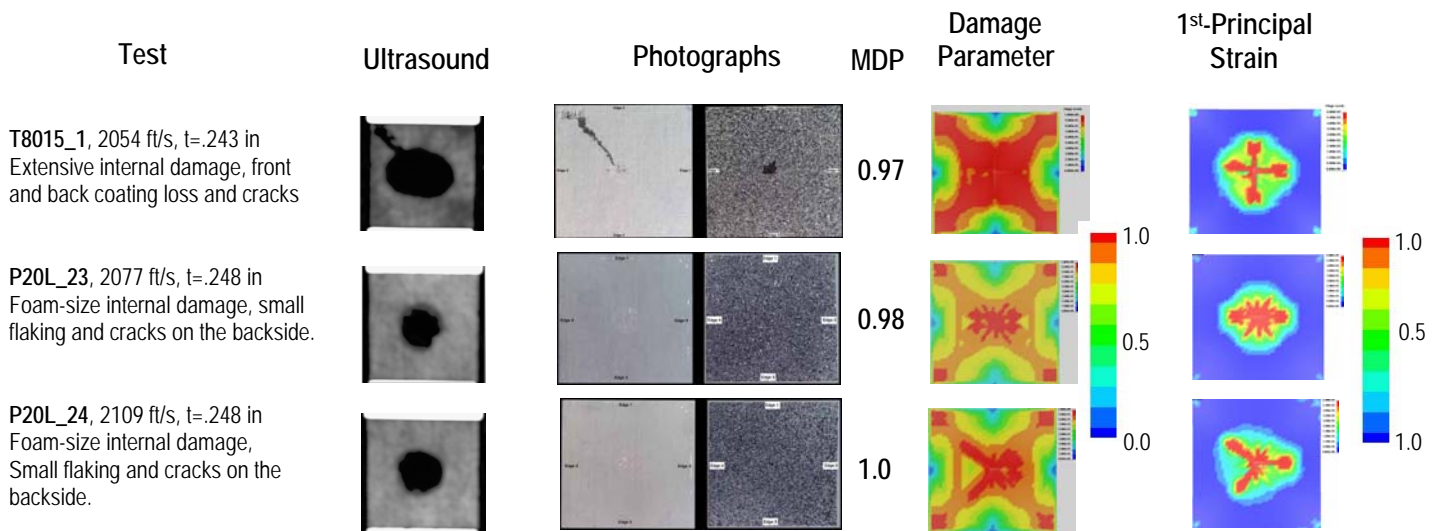 Test
Ultrasound
Photographs
MDP
Damage
Parameter
1st-Principal
Strain
T8015_1, 2054 ft/s, t=.243 in
Extensive internal damage, front
and back coating loss and cracks
0.97
P20L_23, 2077 ft/s, t=.248 in
Foam-size internal damage, small
flaking and cracks on the backside.
0.98
P20L_24, 2109 ft/s, t=.248 in
Foam-size internal damage,
Small flaking and cracks on the
backside.
1.0
1.0
0.5
0.0
1.0
0.5
1.0